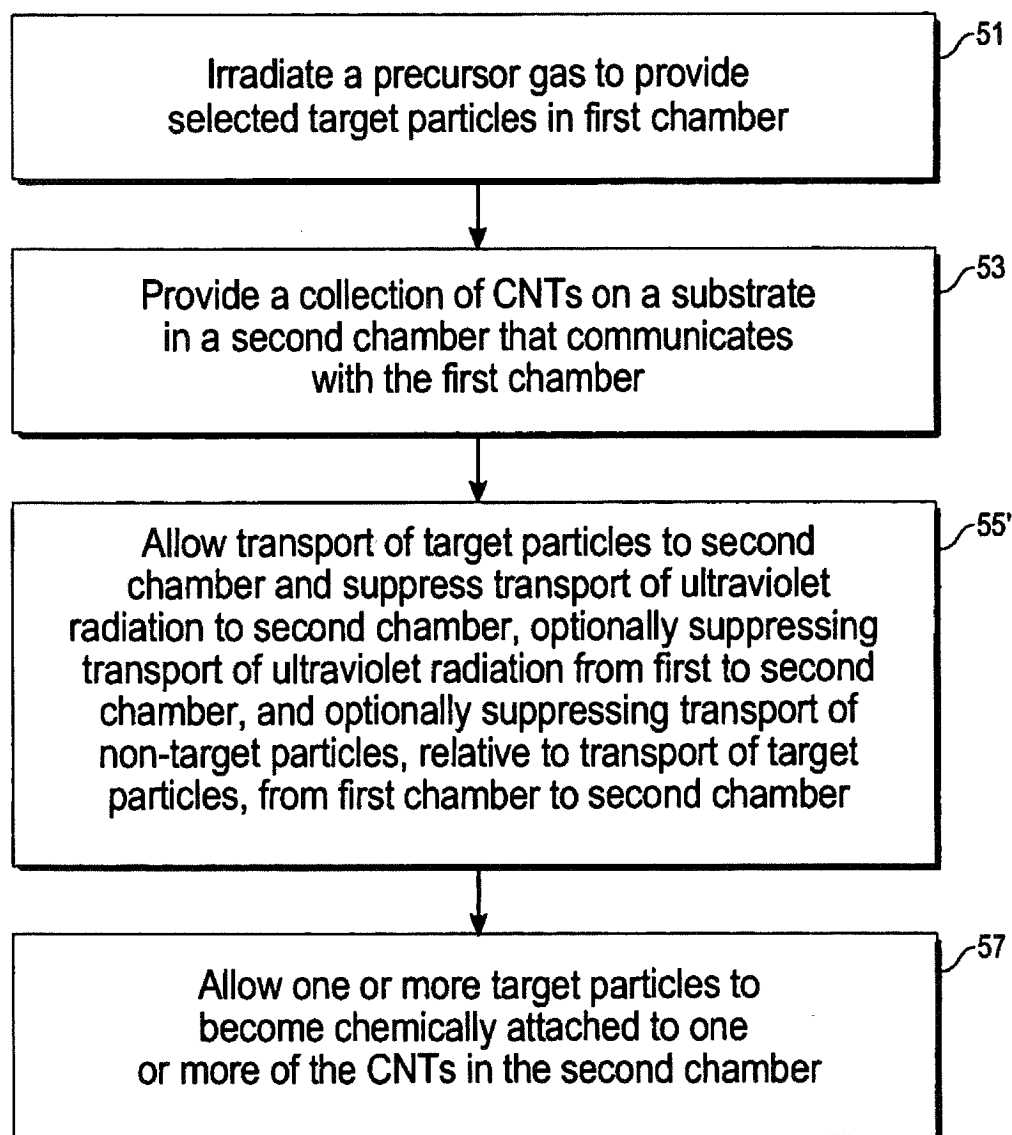 51
Irradiate a precursor gas to provide
selected target particles in first chamber
53
Provide a collection of CNTs on a substrate
in a second chamber that communicates
with the first chamber
55'
Allow transport of target particles to second
chamber and suppress transport of ultraviolet
radiation to second chamber, optionally suppressing
transport of ultraviolet radiation from first to second
chamber, and optionally suppressing transport of
non-target particles, relative to transport of target
particles, from first chamber to second chamber
57
Allow one or more target particles to
become chemically attached to one
or more of the CNTs in the second chamber